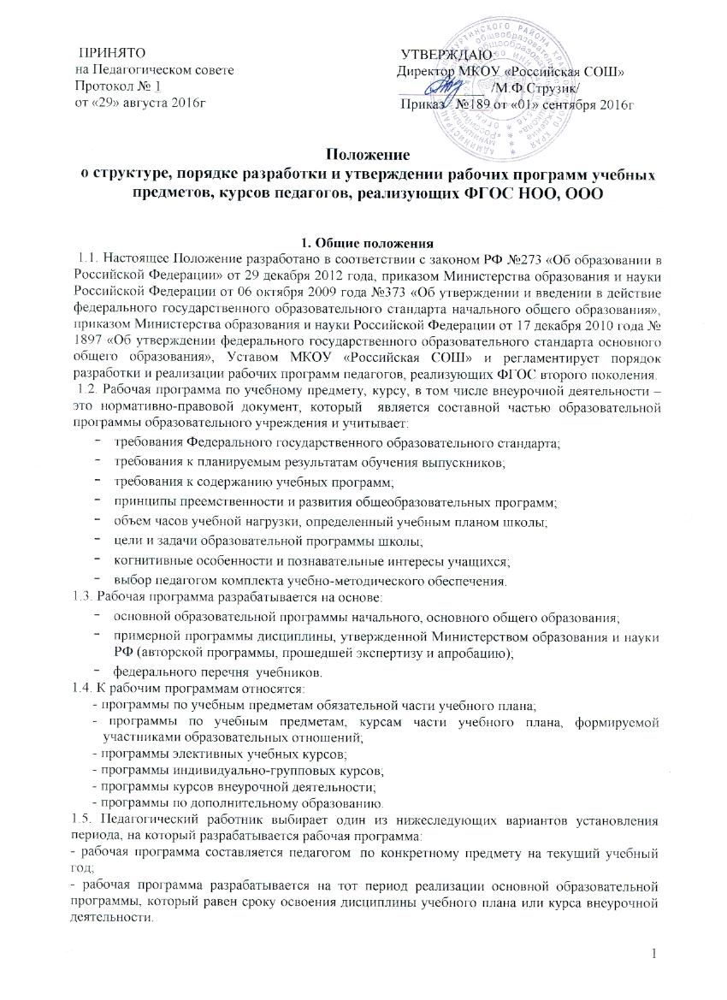 ПРИНЯТО
на Педагогическом совете
Протокол № 1
от «29» августа 2016г
УТВЕРЖДАЮ:
Директор МКОУ «Российская СОШ»
/М.Ф.Струзик/
Приказ №189 от «01» сентября 2016г
Положение
о структуре, порядке разработки и утверждении рабочих программ учебных
предметов, курсов педагогов, реализующих ФГОС НОО, ООО
1. Общие положения
1.1. Настоящее Положение разработано в соответствии с законом РФ №273 «Об образовании в
Российской Федерации» от 29 декабря 2012 года, приказом Министерства образования и науки
Российской Федерации от 06 октября 2009 года №373 «Об утверждении и введении в действие
федерального государственного образовательного стандарта начального общего образования»,
приказом Министерства образования и науки Российской Федерации от 17 декабря 2010 года №
1897 «Об утверждении федерального государственного образовательного стандарта основного
общего образования», Уставом МКОУ «Российская СОШ» и регламентирует порядок
разработки и реализации рабочих программ педагогов, реализующих ФГОС второго поколения.
1.2. Рабочая программа по учебному предмету, курсу, в том числе внеурочной деятельности –
это нормативно-правовой документ, который является составной частью образовательной
программы образовательного учреждения и учитывает:
- требования Федерального государственного образовательного стандарта;
- требования к планируемым результатам обучения выпускников;
- требования к содержанию учебных программ;
- принципы преемственности и развития общеобразовательных программ;
- объем часов учебной нагрузки, определенный учебным планом школы;
- цели и задачи образовательной программы школы;
- когнитивные особенности и познавательные интересы учащихся;
- выбор педагогом комплекта учебно-методического обеспечения.
1.3. Рабочая программа разрабатывается на основе:
- основной образовательной программы начального, основного общего образования;
- примерной программы дисциплины, утвержденной Министерством образования и науки
РФ (авторской программы, прошедшей экспертизу и апробацию);
- федерального перечня учебников.
1.4. К рабочим программам относятся:
- программы по учебным предметам обязательной части учебного плана;
- программы по учебным предметам, курсам части учебного плана, формируемой
участниками образовательных отношений;
- программы элективных учебных курсов;
- программы индивидуально-групповых курсов;
- программы курсов внеурочной деятельности;
- программы по дополнительному образованию.
1.5. Педагогический работник выбирает один из нижеследующих вариантов установления
периода, на который разрабатывается рабочая программа:
- рабочая программа составляется педагогом по конкретному предмету на текущий учебный
год;
- рабочая программа разрабатывается на тот период реализации основной образовательной
программы, который равен сроку освоения дисциплины учебного плана или курса внеурочной
деятельности.
1